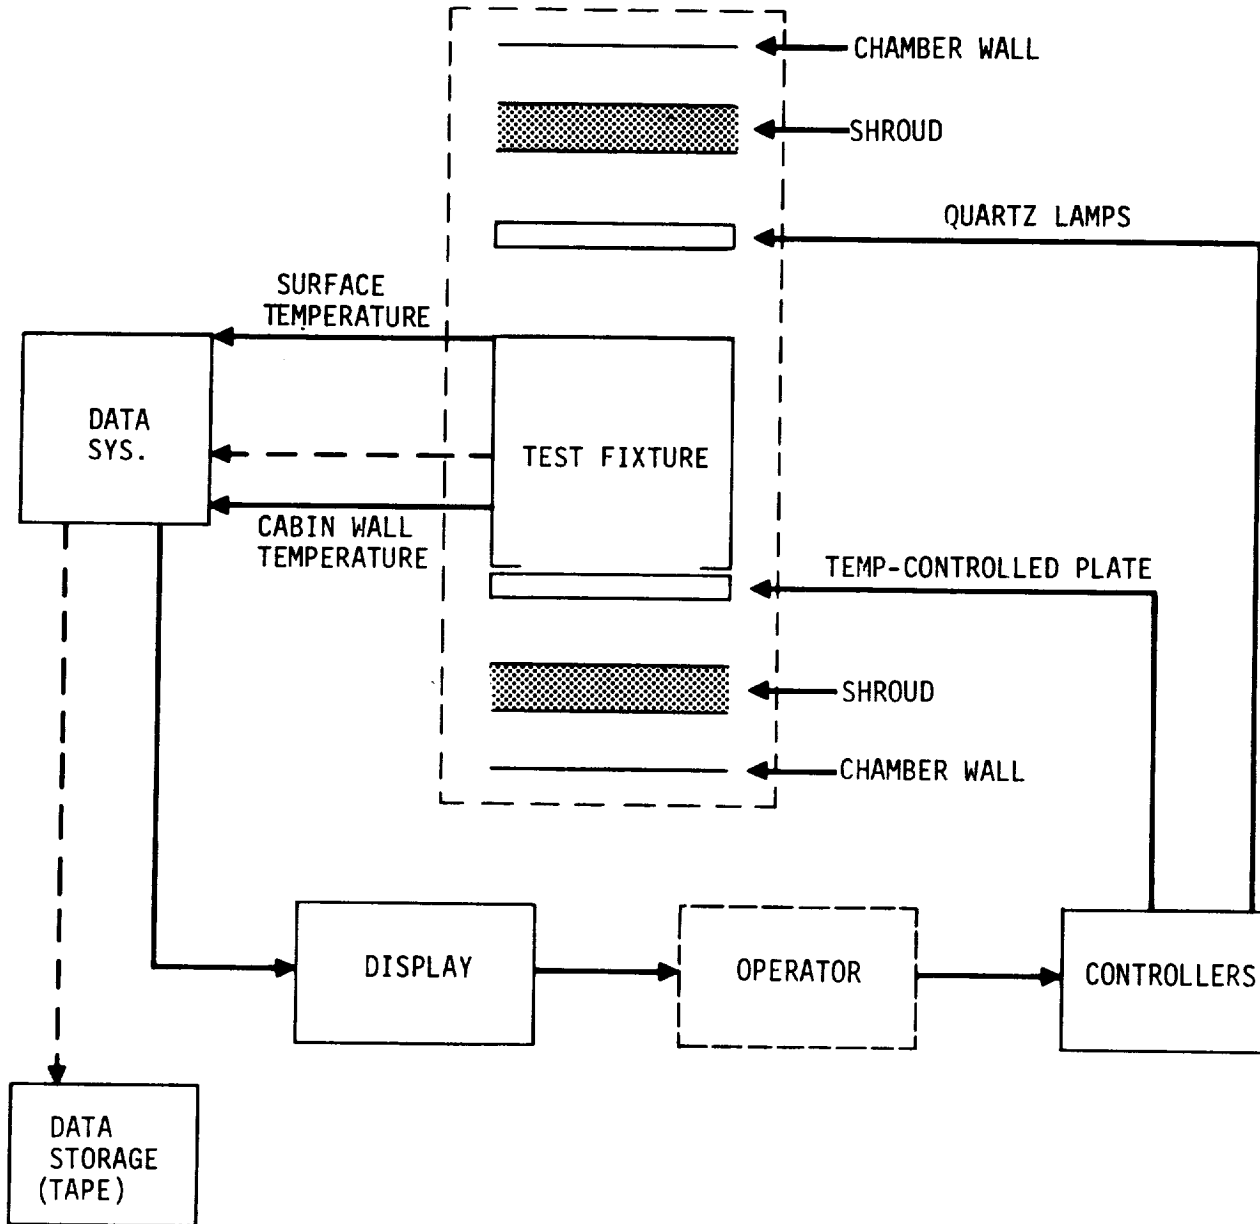 CHAMBER WALL
SHROUD
QUARTZ LAMPS
SURFACE
TEMPERATURE
DATA
SYS.
TEST FIXTURE
CABIN WALL
TEMPERATURE
TEMP-CONTROLLED PLATE
SHROUD
CHAMBER WALL
DISPLAY
OPERATOR
CONTROLLERS
DATA
STORAGE
(TAPE)